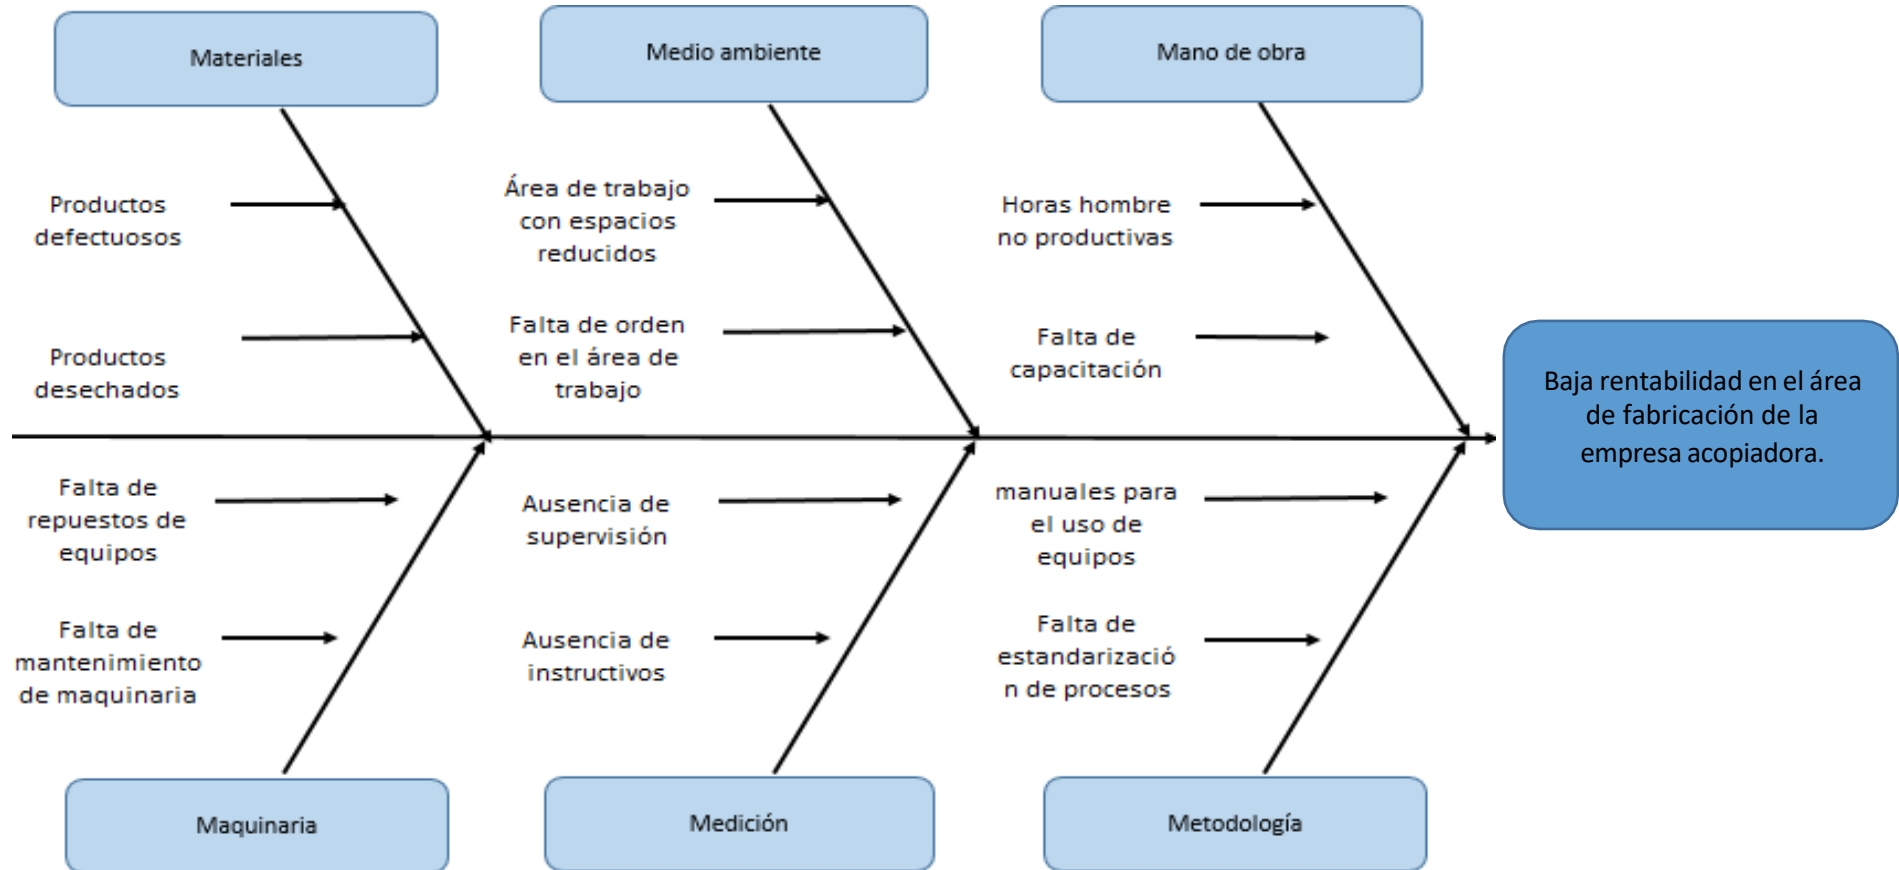 Materiales
Medio ambiente
Mano de obra
Productos
defectuosos
Área de trabajo
con espacios
reducidos
Horas hombre
no productivas
Productos
desechados
Falta de orden
en el área de
trabajo
Falta de
capacitación
Baja rentabilidad en el área
de fabricación de la
empresa acopiadora.
Falta de
repuestos de
equipos
Ausencia de
supervisión
manuales para
el uso de
equipos
Falta de
mantenimiento
de maquinaria
Ausencia de
instructivos
Falta de
estandarizació
n de procesos
Maquinaria
Medición
Metodología